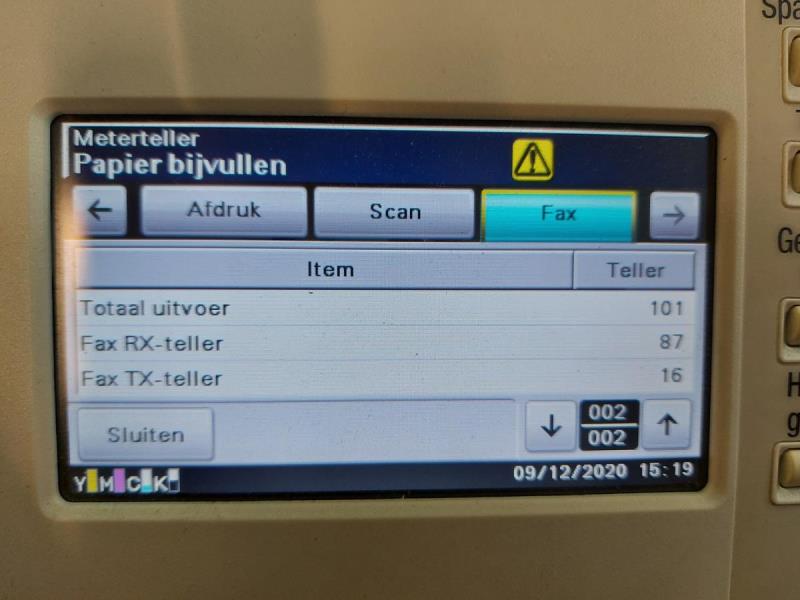 Meterteller
Papier bijvullen
Afdruk Scan Fax
Item Teller
Totaal uitvoer 101
Fax RX-teller 87
Fax TX-teller 16
Sluiten
002
002
09/12/2020 15:19
Y M C K